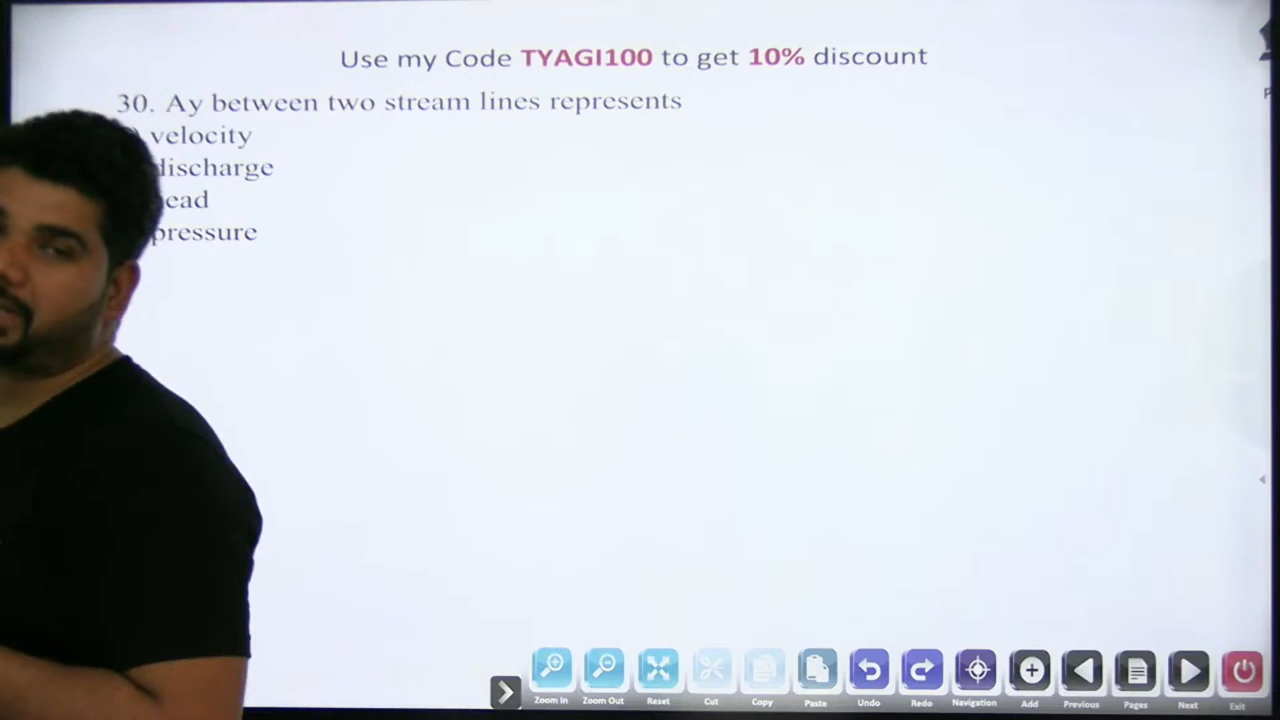 Use my Code TYAGI100 to get 10% discount
30. Ay between two stream lines represents
velocity
discharge
head
pressure
Zoom In Zoom Out Reset Cut Copy Paste Undo Redo Navigation Add Previous Pages Next Exit